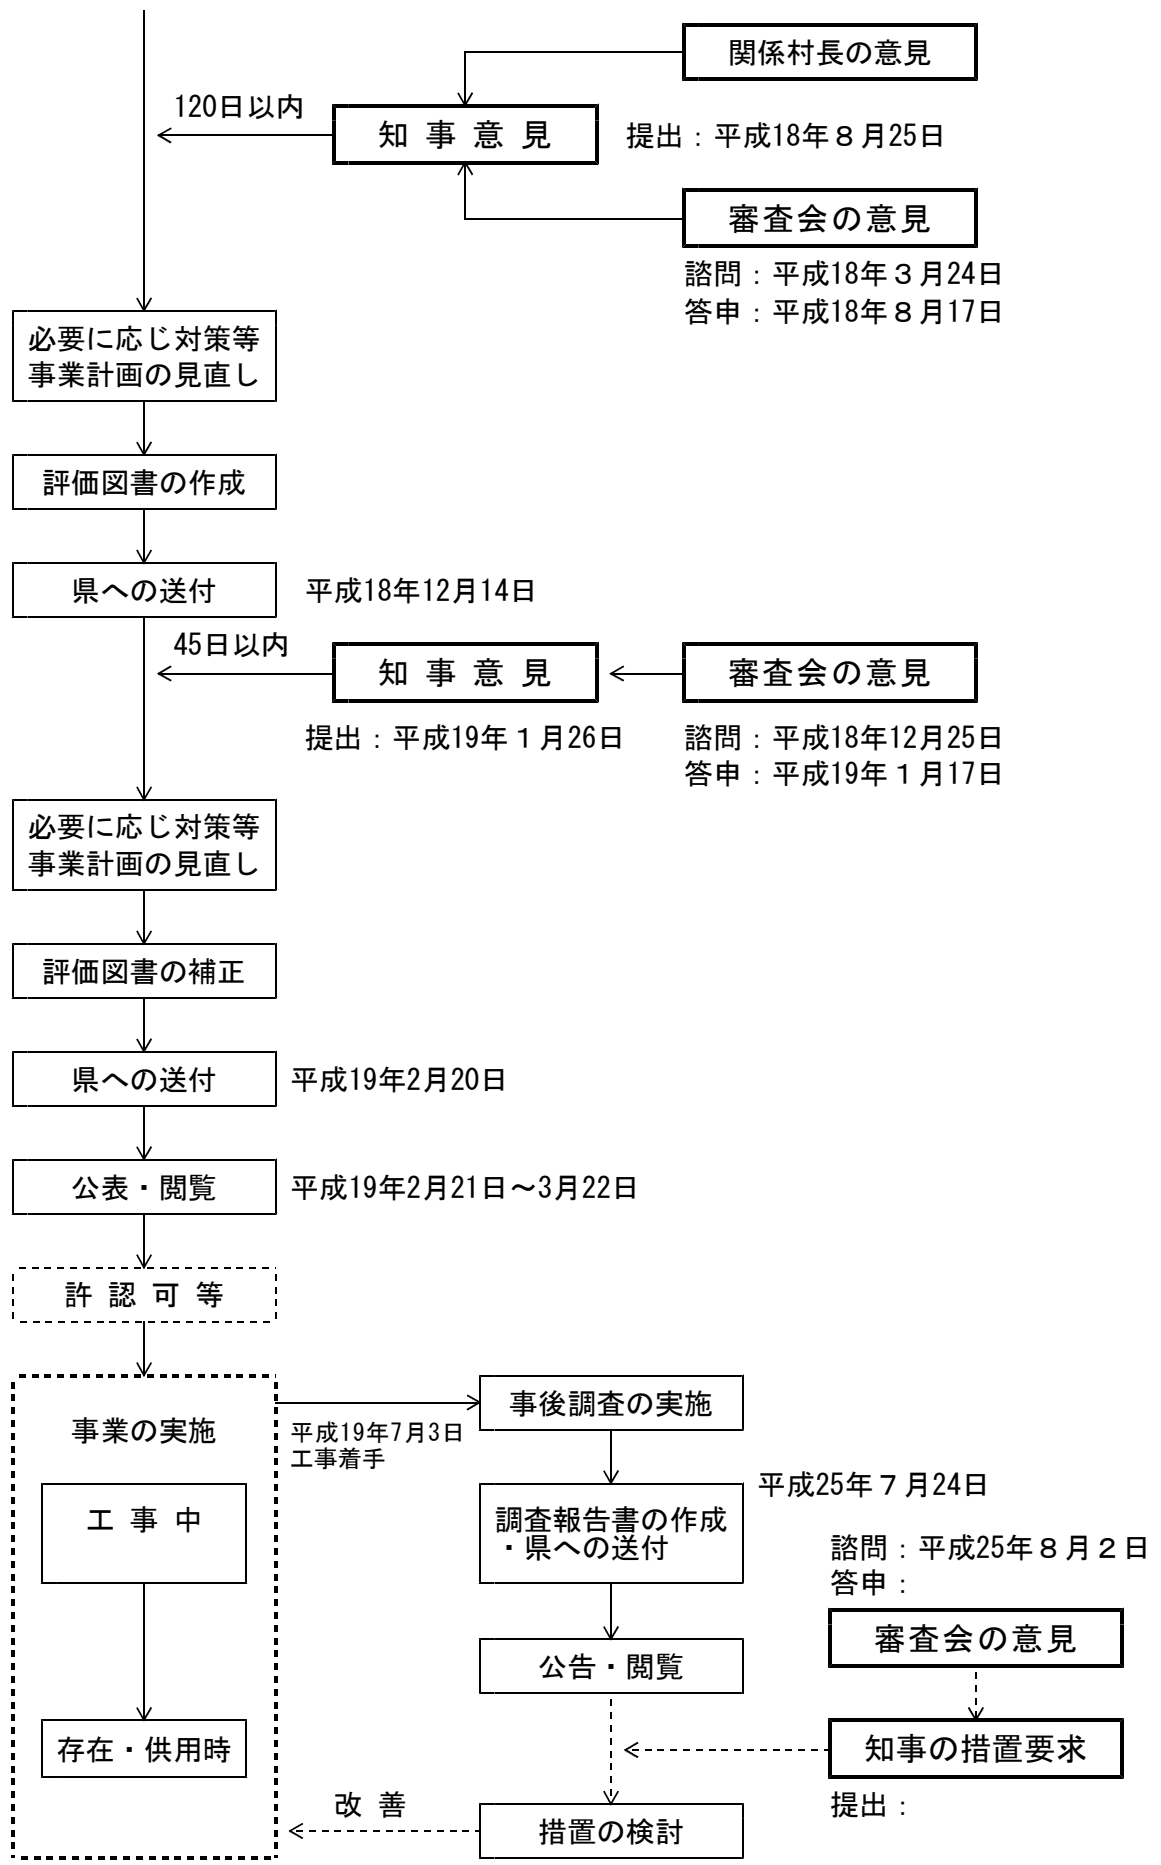 関係村長の意見
120日以内
知事意見
提出：平成18年８月25日
審査会の意見
諮問：平成18年３月24日
答申：平成18年８月17日
必要に応じ対策等
事業計画の見直し
評価図書の作成
県への送付
平成18年12月14日
45日以内
知事意見
審査会の意見
提出：平成19年１月26日
諮問：平成18年12月25日
答申：平成19年１月17日
必要に応じ対策等
事業計画の見直し
評価図書の補正
県への送付
平成19年2月20日
公表・閲覧
平成19年2月21日～3月22日
許認可等
事業の実施
平成19年7月3日
工事着手
事後調査の実施
工事中
調査報告書の作成
・県への送付
平成25年７月24日
諮問：平成25年８月２日
答申：
審査会の意見
公告・閲覧
存在・供用時
知事の措置要求
提出：
改善
措置の検討